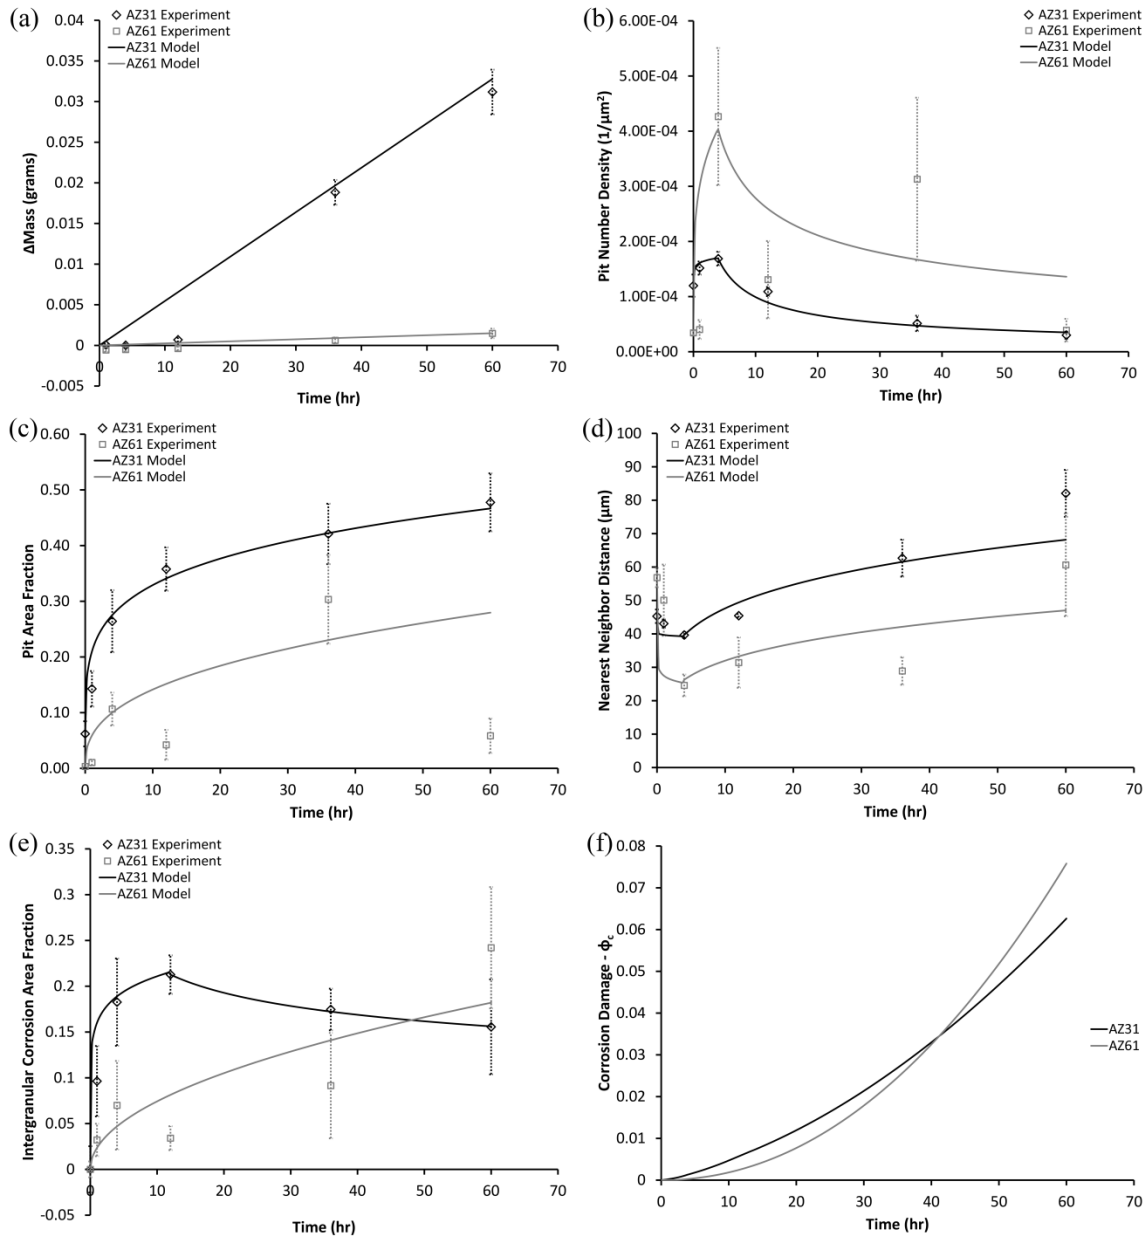 (a)
AZ31 Experiment
AZ61 Experiment
AZ31 Model
AZ61 Model
0.04
0.035
0.03
0.025
0.02
0.015
0.01
0.005
0
-0.005
0 10 20 30 40 50 60 70
ΔMass (grams)
Time (hr)
(b)
AZ31 Experiment
AZ61 Experiment
AZ31 Model
AZ61 Model
6.00E-04
5.00E-04
4.00E-04
3.00E-04
2.00E-04
1.00E-04
0.00E+00
0 10 20 30 40 50 60 70
Pit Number Density (1/µm²)
Time (hr)
(c)
AZ31 Experiment
AZ61 Experiment
AZ31 Model
AZ61 Model
0.60
0.50
0.40
0.30
0.20
0.10
0.00
0 10 20 30 40 50 60 70
Pit Area Fraction
Time (hr)
(d)
AZ31 Experiment
AZ61 Experiment
AZ31 Model
AZ61 Model
100
90
80
70
60
50
40
30
20
10
0
0 10 20 30 40 50 60 70
Nearest Neighbor Distance (µm)
Time (hr)
(e)
AZ31 Experiment
AZ61 Experiment
AZ31 Model
AZ61 Model
0.35
0.3
0.25
0.2
0.15
0.1
0.05
0
-0.05
0 10 20 30 40 50 60 70
Intergranular Corrosion Area Fraction
Time (hr)
(f)
0.08
0.07
0.06
0.05
0.04
0.03
0.02
0.01
0
0 10 20 30 40 50 60 70
Corrosion Damage - ϕc
Time (hr)
AZ31
AZ61